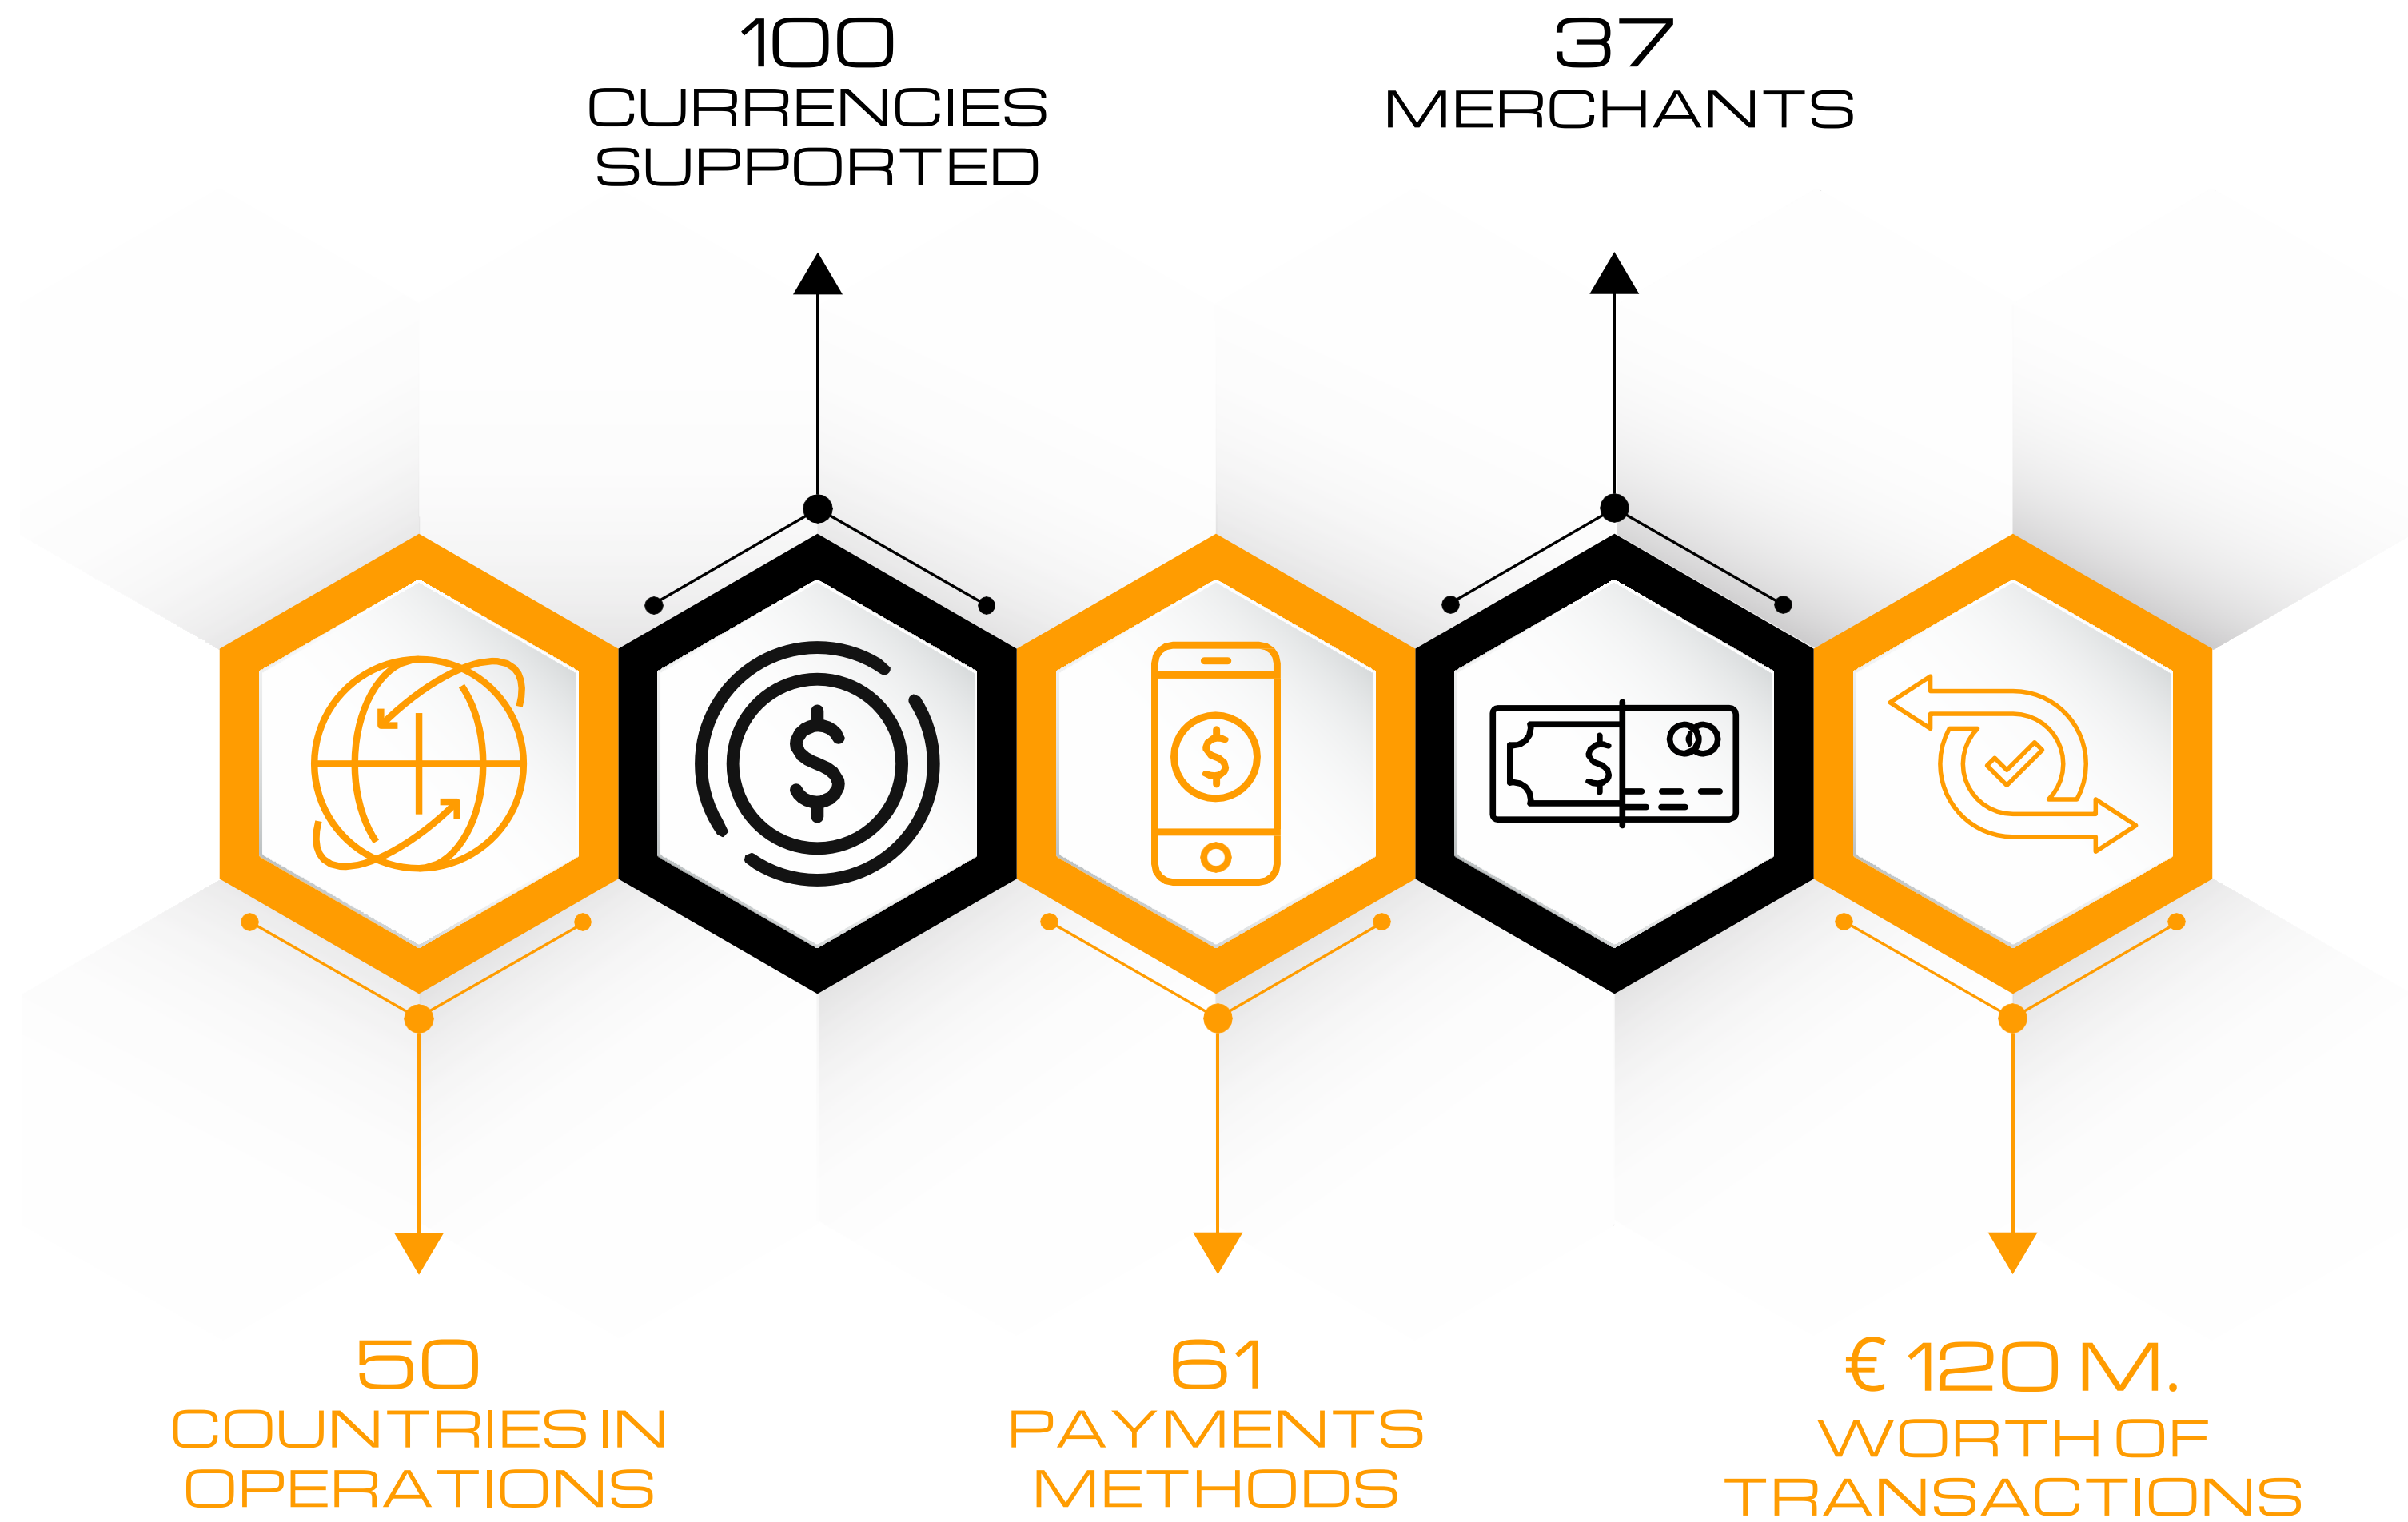 100
CURRENCIES
SUPPORTED
37
MERCHANTS
50
COUNTRIES IN
OPERATIONS
61
PAYMENTS
METHODS
€ 120 M.
WORTH OF
TRANSACTIONS